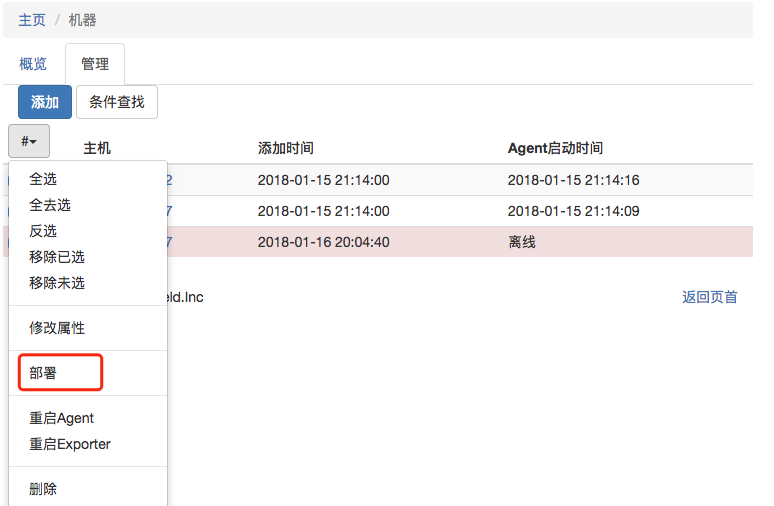 主页 / 机器
概览 管理
添加 条件查找
# 主机 添加时间 Agent启动时间
2 2018-01-15 21:14:00 2018-01-15 21:14:16
7 2018-01-15 21:14:00 2018-01-15 21:14:09
7 2018-01-16 20:04:40 离线
全选
全去选
反选
移除已选
移除未选
eld.Inc 返回页首
修改属性
部署
重启Agent
重启Exporter
删除